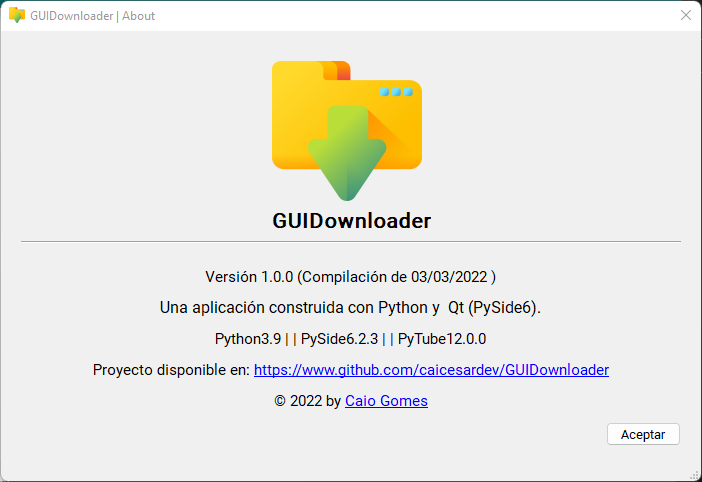 GUIDownloader | About
GUIDownloader
Versión 1.0.0 (Compilación de 03/03/2022 )
Una aplicación construida con Python y  Qt (PySide6).
Python3.9 | | PySide6.2.3 | | PyTube12.0.0
Proyecto disponible en: https://www.github.com/caicesardev/GUIDownloader
© 2022 by Caio Gomes
Aceptar